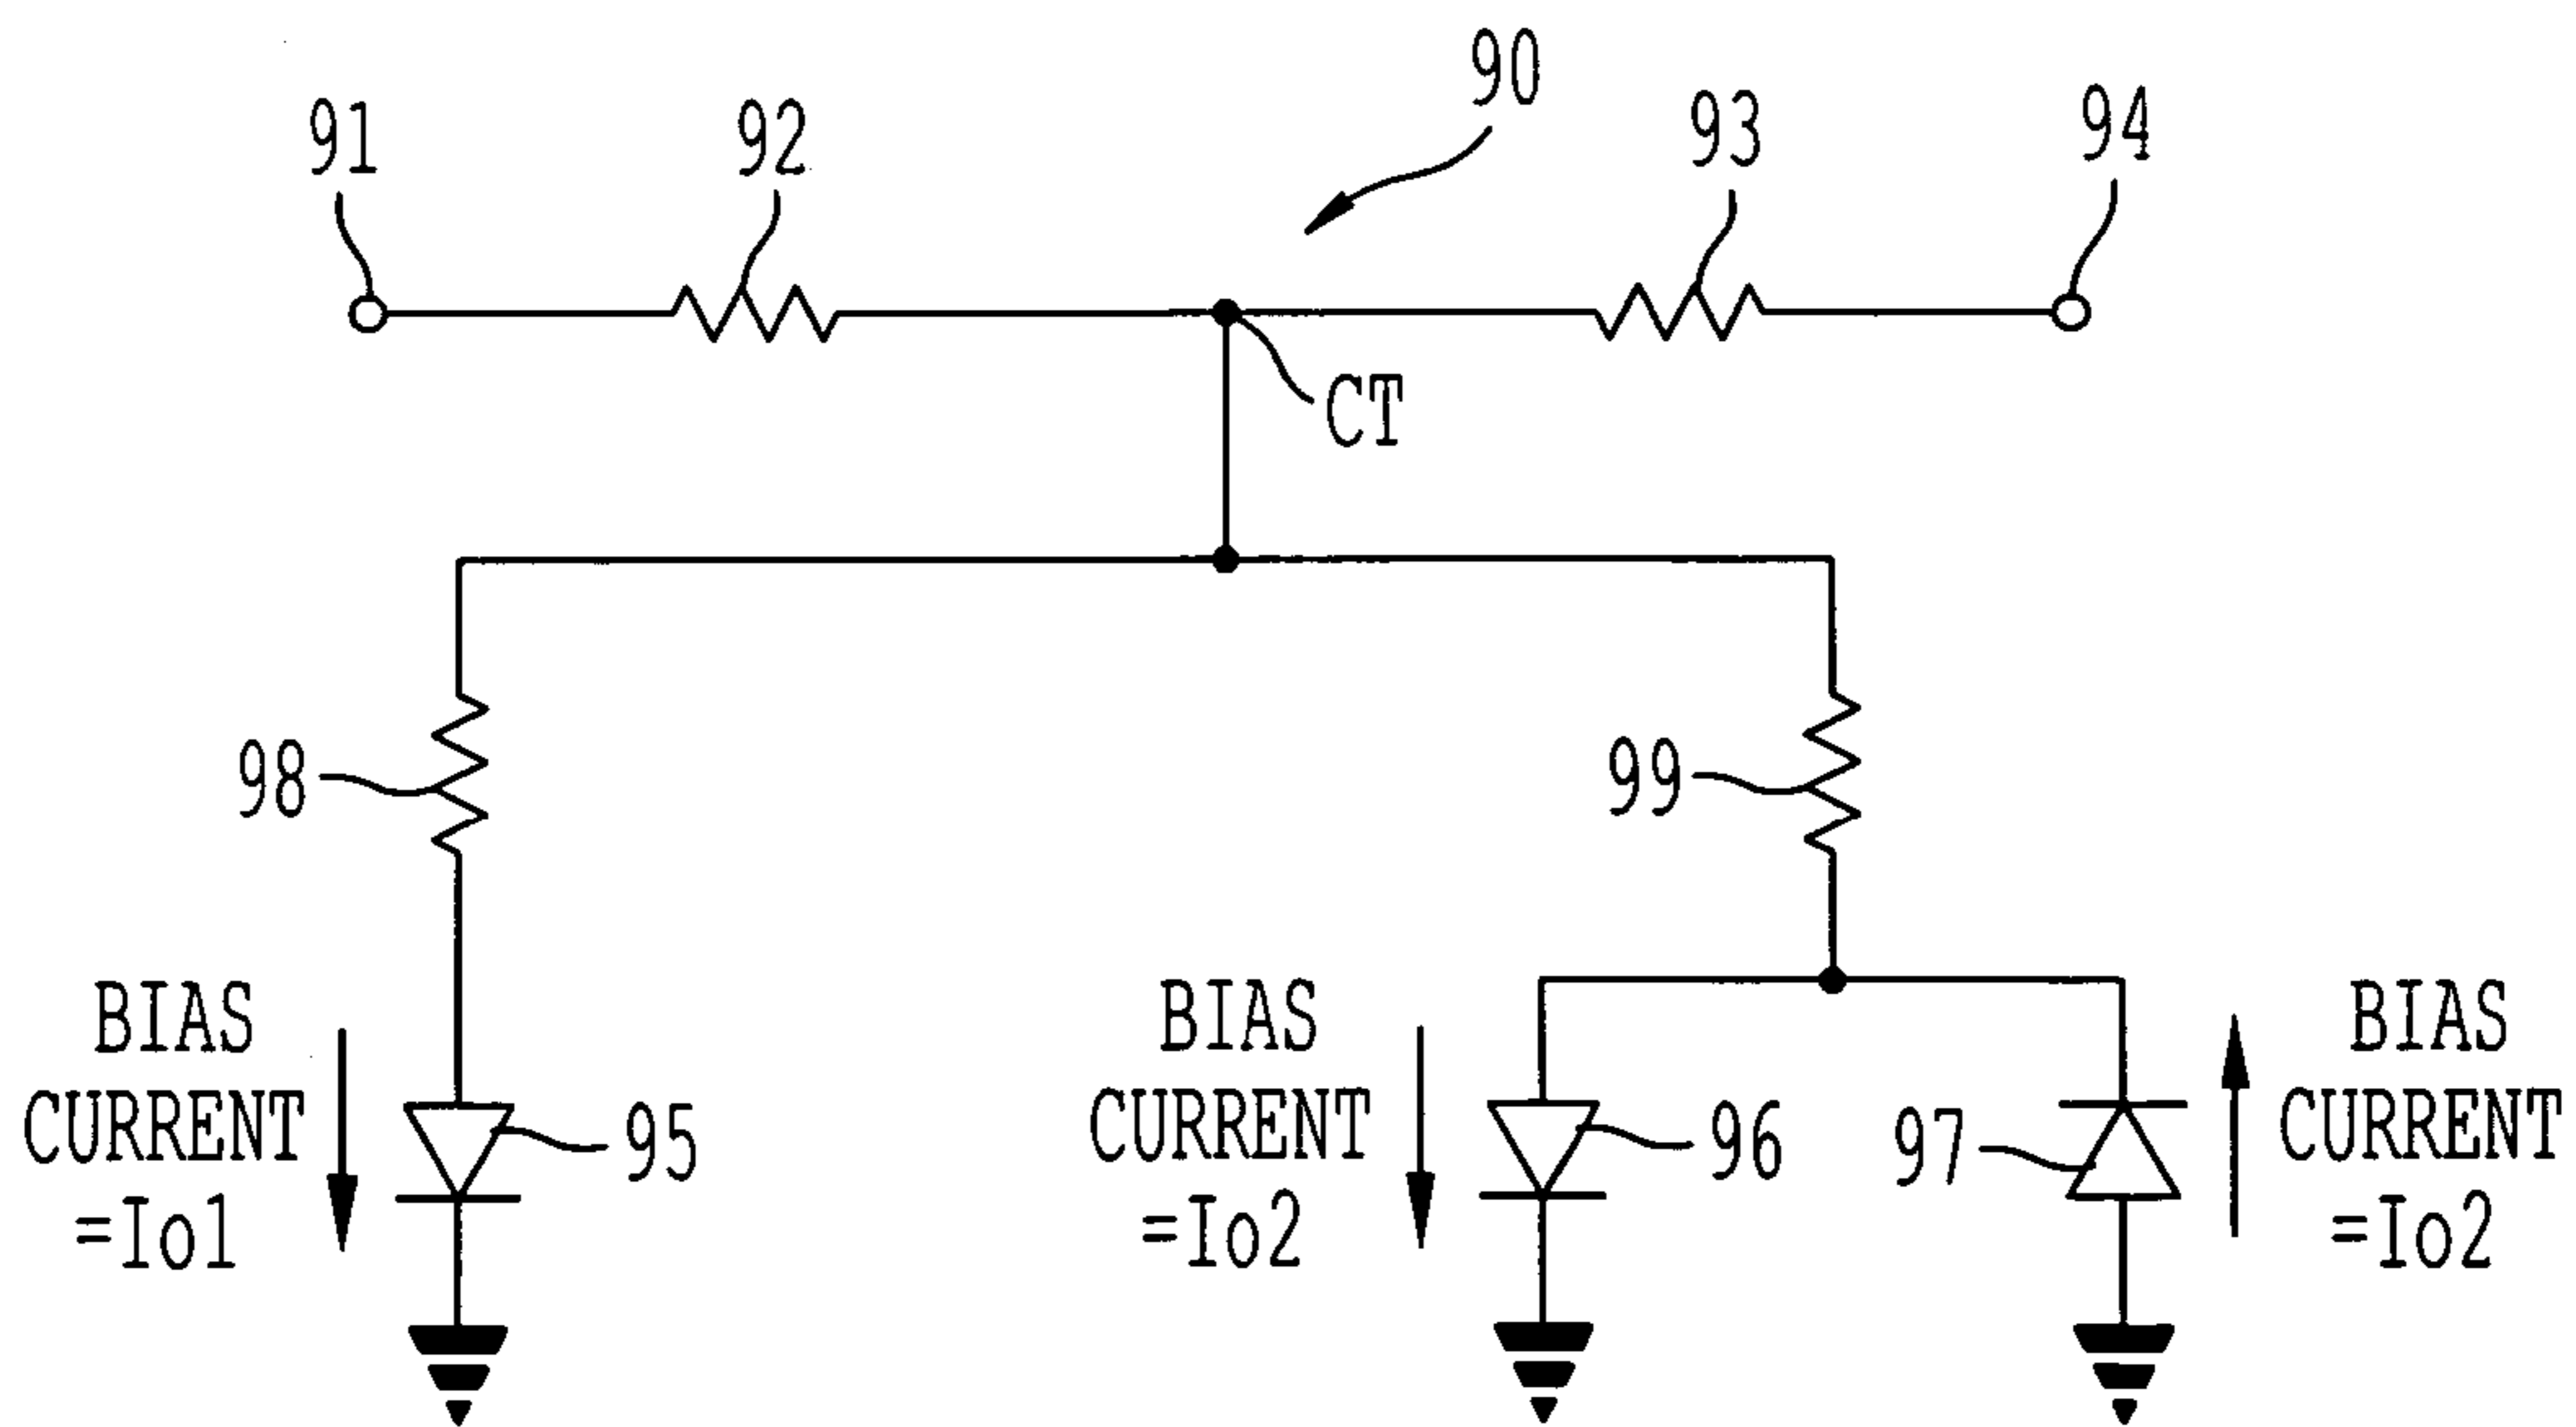 90
91
92
93
94
CT
98
99
BIAS
CURRENT
=Io1
95
BIAS
CURRENT
=Io2
96
97
BIAS
CURRENT
=Io2